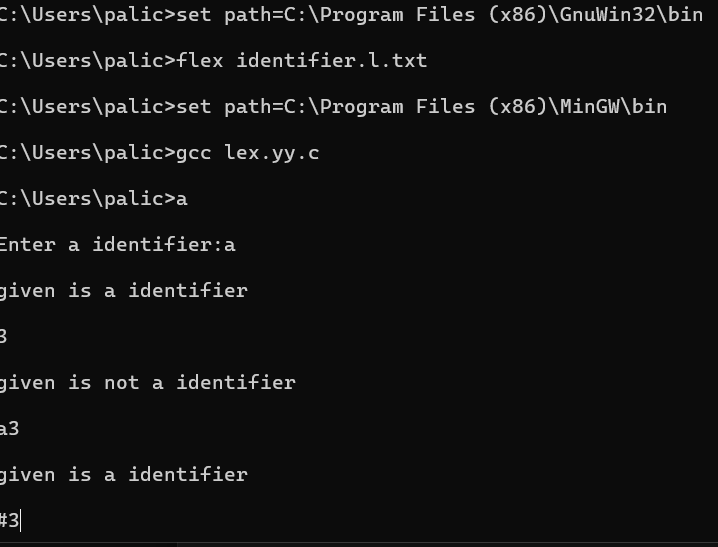 C:\Users\palic>set path=C:\Program Files (x86)\GnuWin32\bin
C:\Users\palic>flex identifier.l.txt
C:\Users\palic>set path=C:\Program Files (x86)\MinGW\bin
C:\Users\palic>gcc lex.yy.c
C:\Users\palic>a
Enter a identifier:a
given is a identifier
3
given is not a identifier
a3
given is a identifier
#3